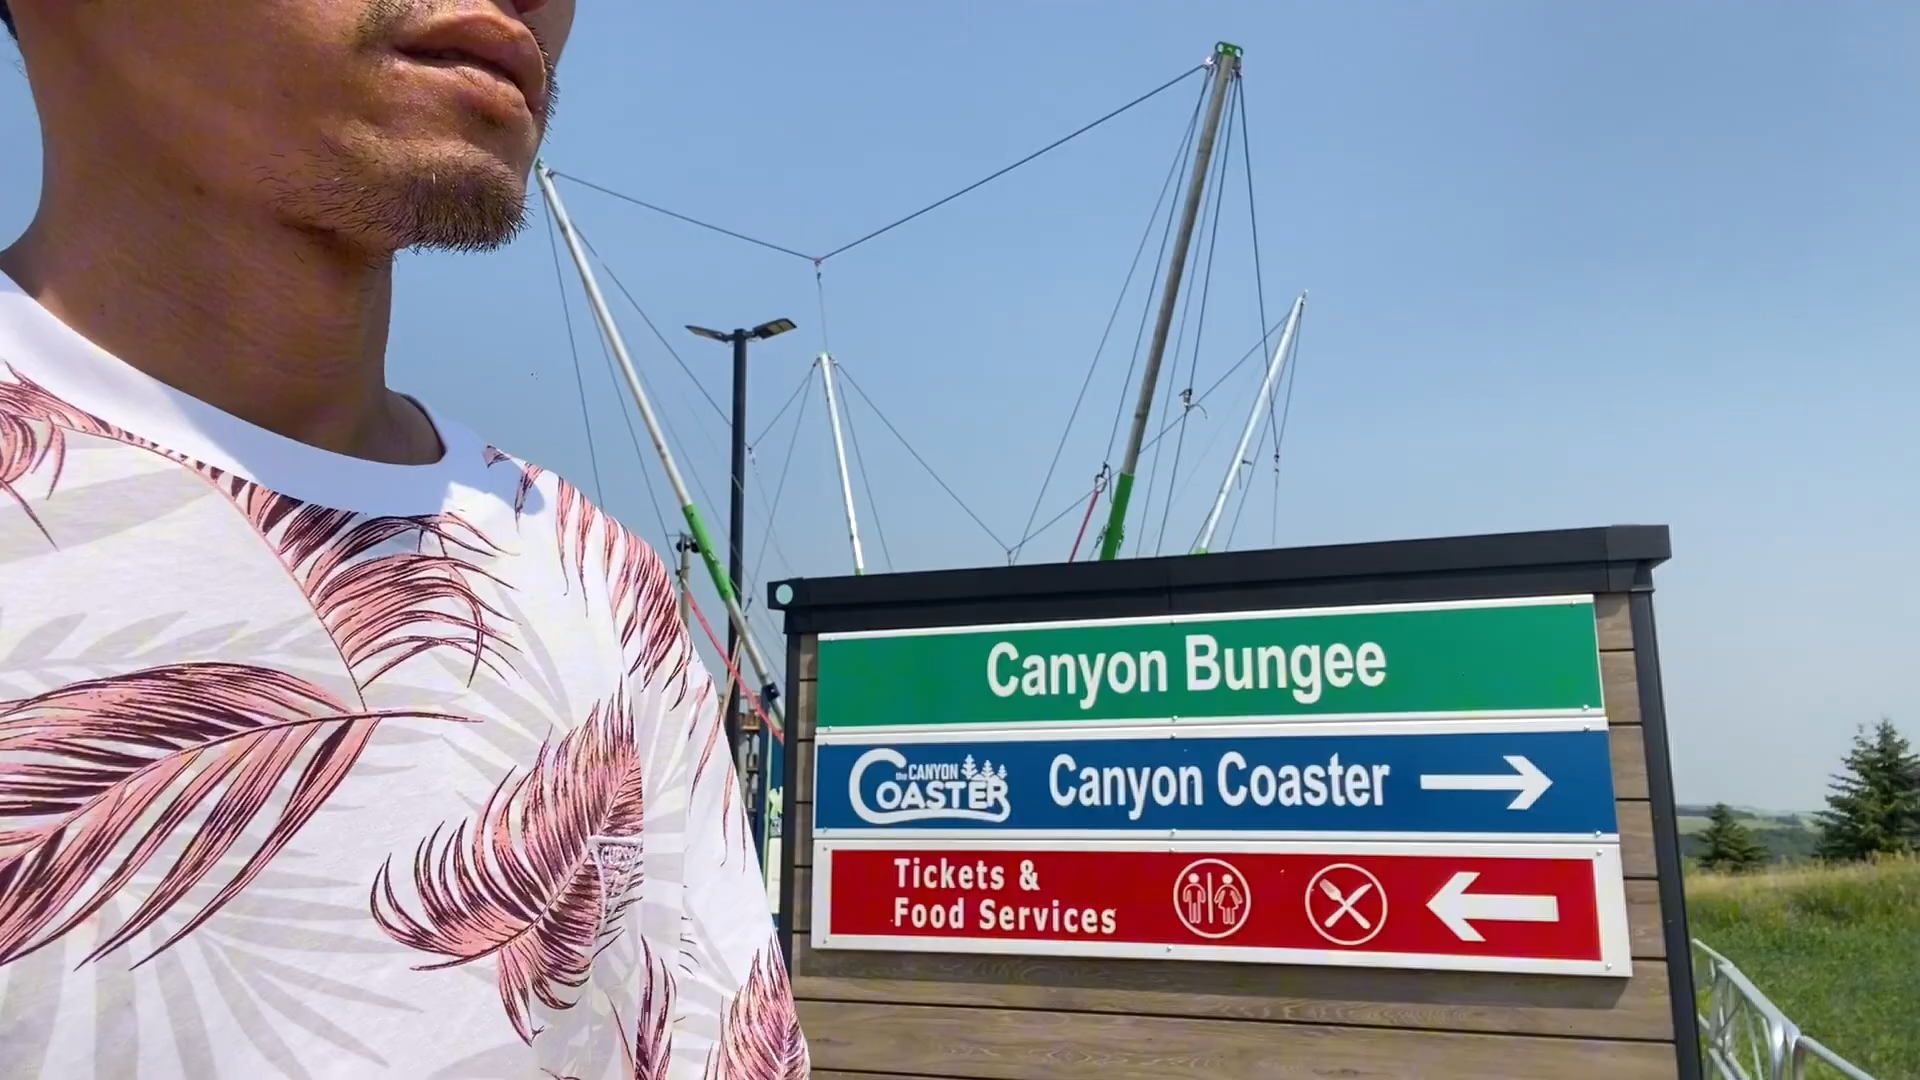 Canyon Bungee
the CANYON
COASTER
Canyon Coaster
Tickets &
Food Services